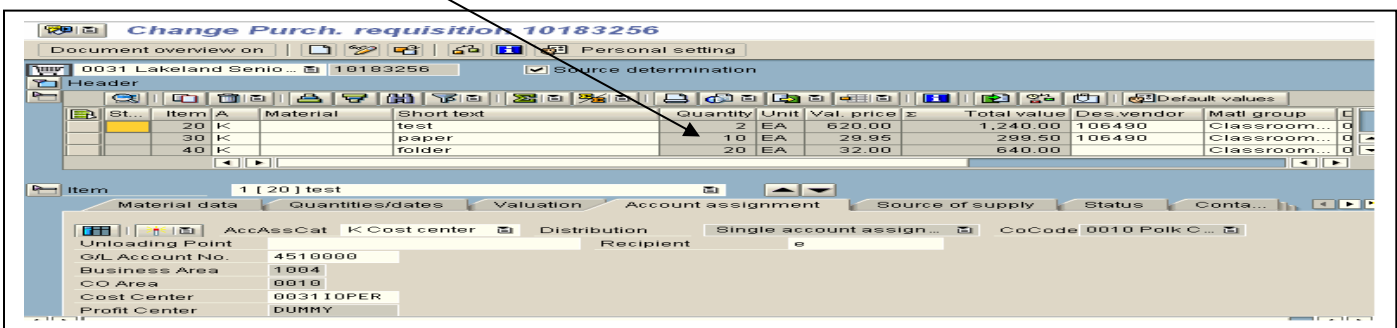 Change Purch. requisition 10183256
Document overview on Personal setting
0031 Lakeland Senio... 10183256 Source determination
Header
Default values
St... Item A Material Short text Quantity Unit Val. price Σ Total value Des.vendor Matl group
20 K test 2 EA 620.00 1,240.00 106490 Classroom... 0
30 K paper 10 EA 29.95 299.50 106490 Classroom... 0
40 K folder 20 EA 32.00 640.00 Classroom... 0
Item 1 [ 20 ] test
Material data Quantities/dates Valuation Account assignment Source of supply Status Conta...
AccAssCat K Cost center Distribution Single account assign... CoCode 0010 Polk C...
Unloading Point Recipient e
G/L Account No. 4510000
Business Area 1004
CO Area 0010
Cost Center 0031IOPER
Profit Center DUMMY